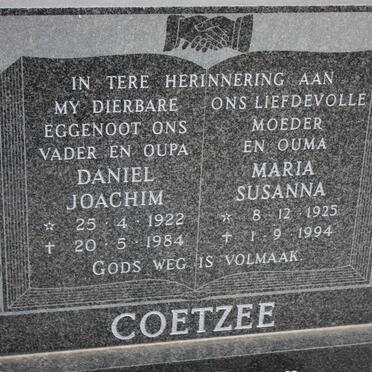 IN TERE HERINNERING AAN
MY DIERBARE
EGGENOOT ONS
VADER EN OUPA
DANIEL
JOACHIM
☆ 25 · 4 · 1922
✝ 20 · 5 · 1984
ONS LIEFDEVOLLE
MOEDER
EN OUMA
MARIA
SUSANNA
☆ 8 · 12 · 1925
✝ 1 · 9 · 1994
GODS WEG IS VOLMAAK.
COETZEE